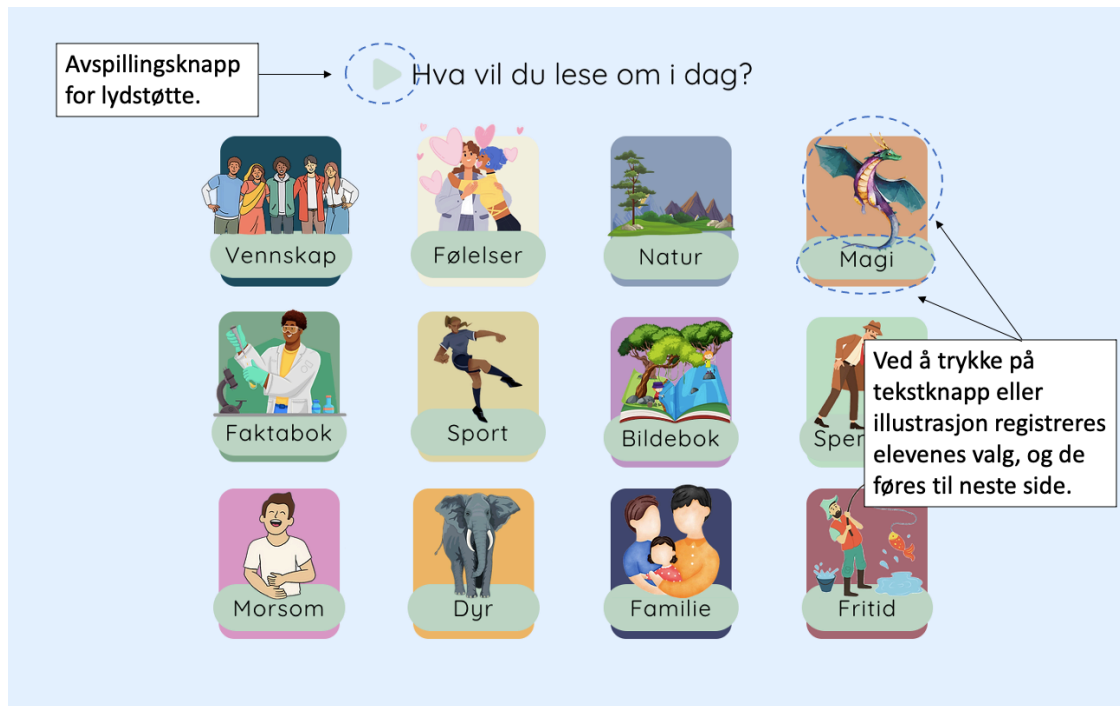 Avspillingsknapp
for lydstøtte.
Hva vil du lese om i dag?
Vennskap
Følelser
Natur
Magi
Faktabok
Sport
Bildebok
Ved å trykke på
tekstknapp eller
illustrasjon registreres
elevenes valg, og de
føres til neste side.
Morsom
Dyr
Familie
Fritid